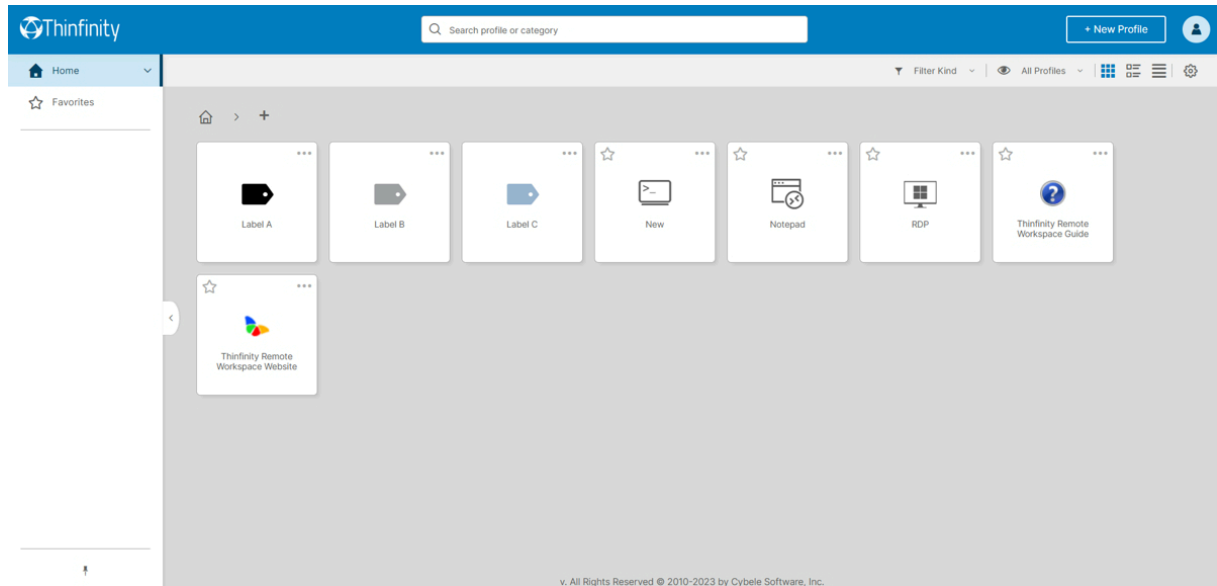 Thinfinity
Search profile or category
+ New Profile
Home
Filter Kind
All Profiles
Favorites
Label A
Label B
Label C
New
Notepad
RDP
Thinfinity Remote
Workspace Guide
Thinfinity Remote
Workspace Website
v. All Rights Reserved © 2010-2023 by Cybele Software, Inc.